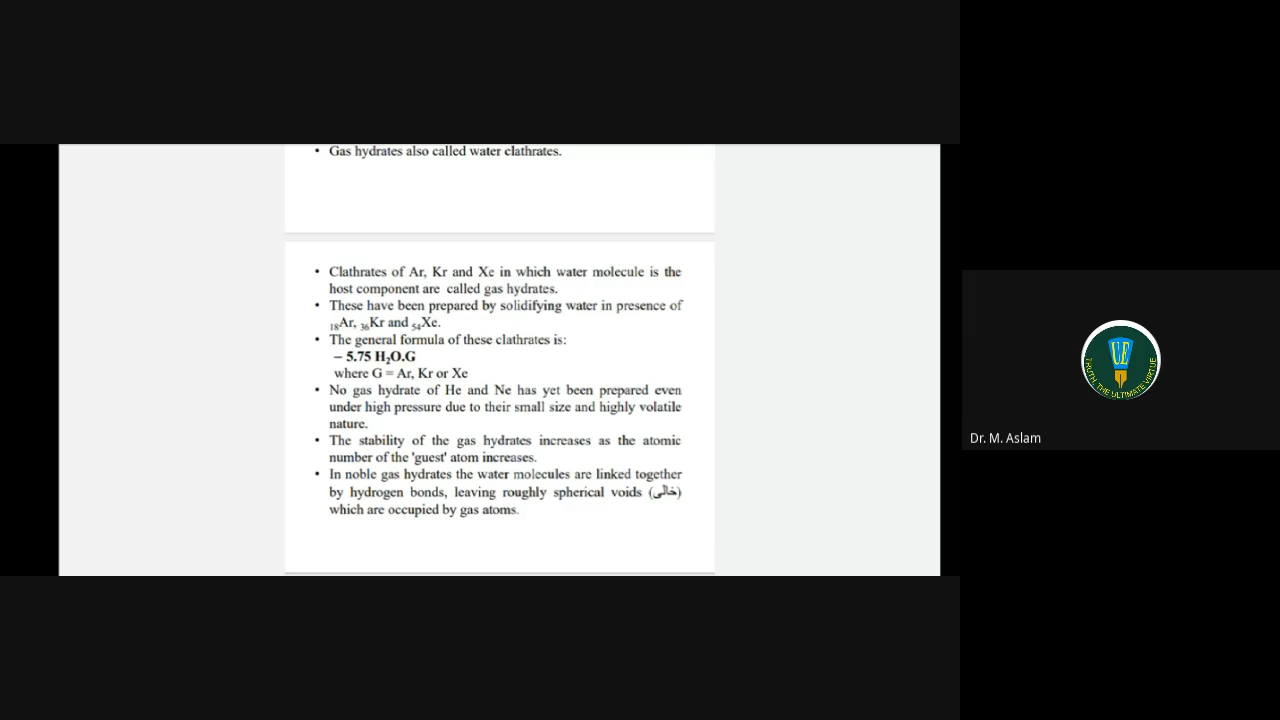 • Gas hydrates also called water clathrates.
• Clathrates of Ar, Kr and Xe in which water molecule is the
host component are called gas hydrates.
• These have been prepared by solidifying water in presence of
₁₈Ar, ₃₆Kr and ₅₄Xe.
• The general formula of these clathrates is:
– 5.75 H₂O.G
where G = Ar, Kr or Xe
• No gas hydrate of He and Ne has yet been prepared even
under high pressure due to their small size and highly volatile
nature.
• The stability of the gas hydrates increases as the atomic
number of the 'guest' atom increases.
• In noble gas hydrates the water molecules are linked together
by hydrogen bonds, leaving roughly spherical voids (خالی)
which are occupied by gas atoms.
UE
TRUTH, THE ULTIMATE VIRTUE
Dr. M. Aslam